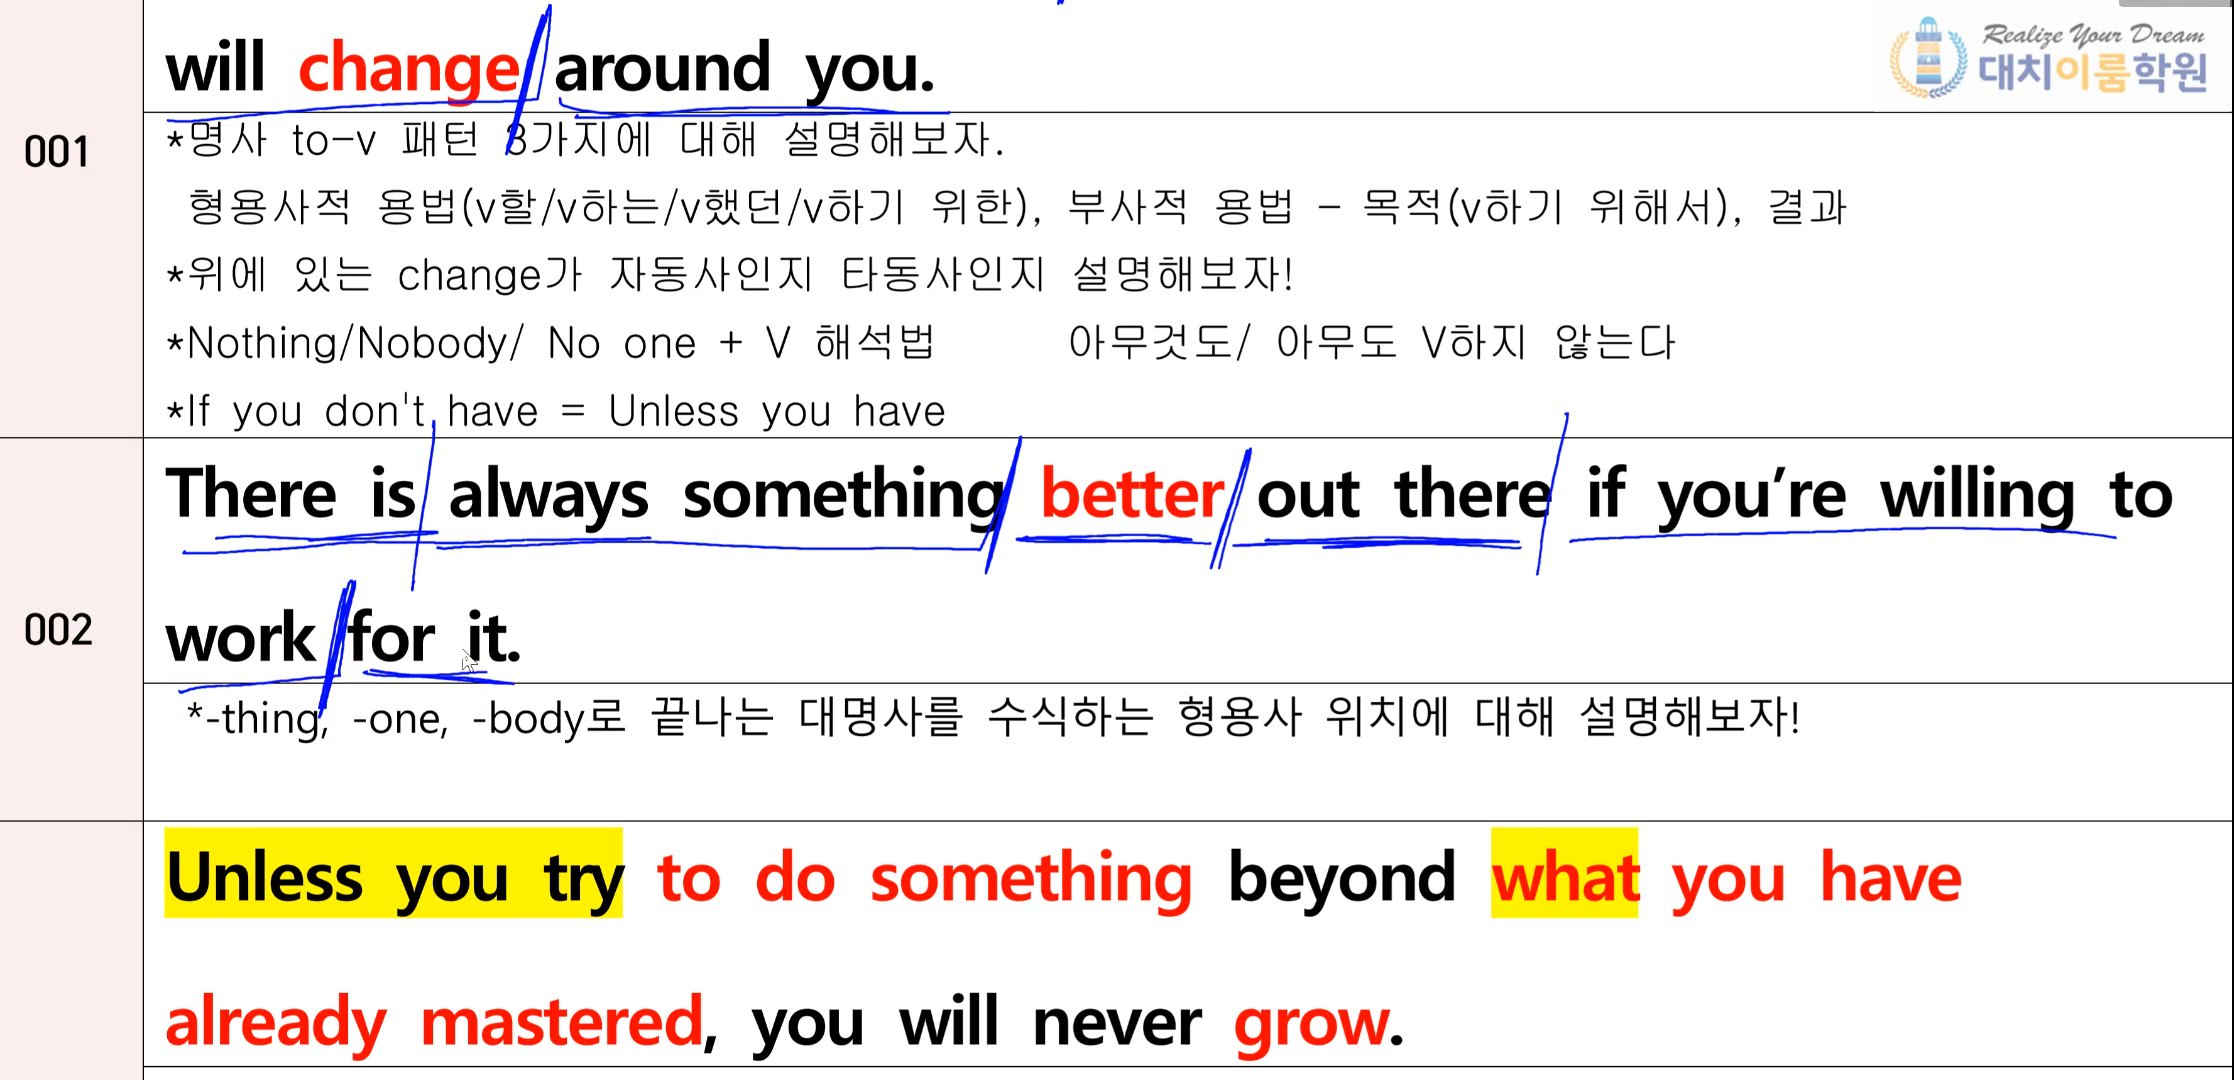 will change around you.
Realize Your Dream
대치이룸학원
001
*명사 to-v 패턴 3가지에 대해 설명해보자.
형용사적 용법(v할/v하는/v했던/v하기 위한), 부사적 용법 - 목적(v하기 위해서), 결과
*위에 있는 change가 자동사인지 타동사인지 설명해보자!
*Nothing/Nobody/ No one + V 해석법 아무것도/ 아무도 V하지 않는다
*If you don't have = Unless you have
There is always something better out there if you’re willing to
002
work for it.
*-thing, -one, -body로 끝나는 대명사를 수식하는 형용사 위치에 대해 설명해보자!
Unless you try to do something beyond what you have
already mastered, you will never grow.